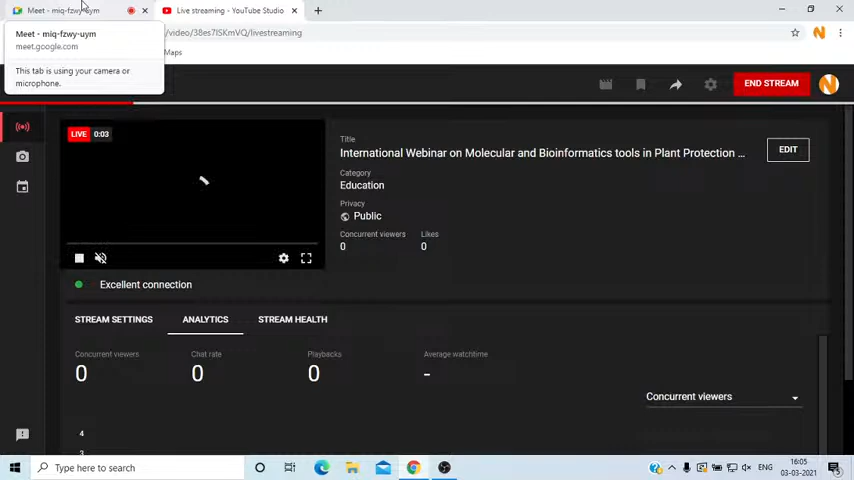 Meet - miq-fzwy-uym
Live streaming - YouTube Studio
Meet - miq-fzwy-uym
meet.google.com
This tab is using your camera or
microphone.
/video/38es7ISKmVQ/livestreaming
Maps
END STREAM
LIVE 0:03
Title
International Webinar on Molecular and Bioinformatics tools in Plant Protection ...
EDIT
Category
Education
Privacy
Public
Concurrent viewers Likes
0 0
Excellent connection
STREAM SETTINGS ANALYTICS STREAM HEALTH
Concurrent viewers Chat rate Playbacks Average watchtime
0 0 0 -
Concurrent viewers
4
3
Type here to search
ENG
16:05
03-03-2021